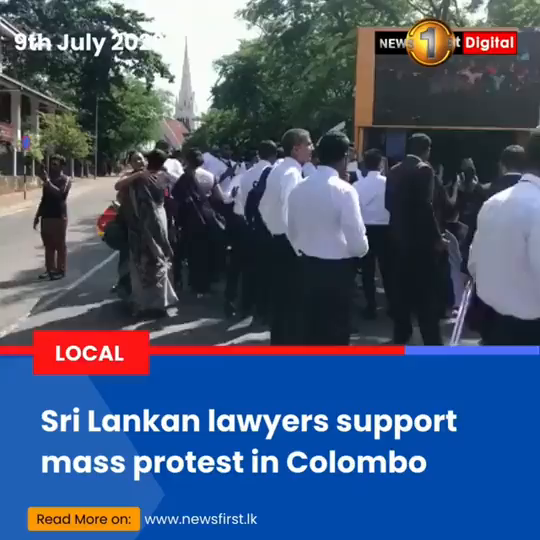 9th July 202
NEWS 1st Digital
LOCAL
Sri Lankan lawyers support
mass protest in Colombo
Read More on: www.newsfirst.lk